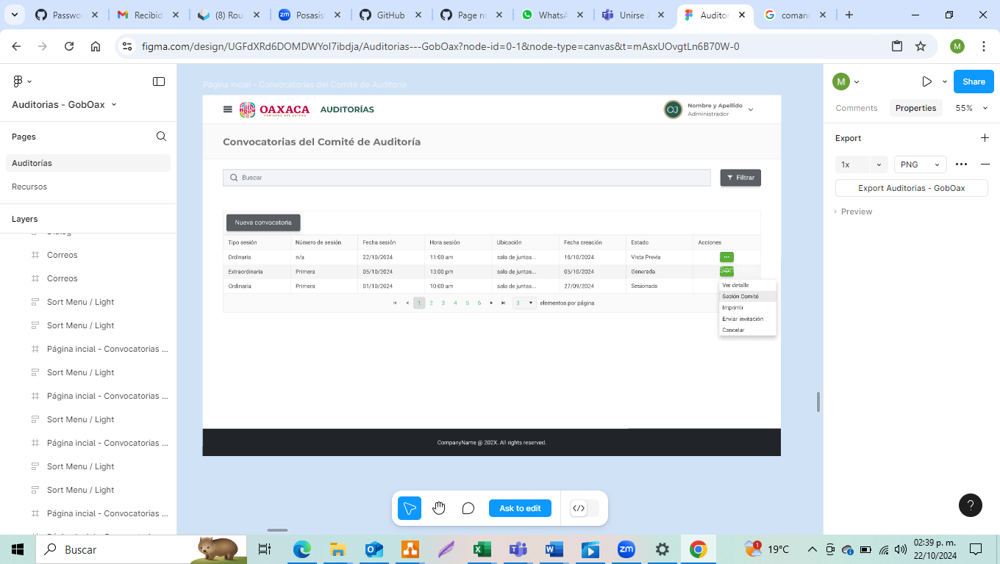 Passwo
Recibid
(8) Rou
Posasist
GitHub
Page no
WhatsA
Unirse a
Auditor
coman
figma.com/design/UGFdXRd6DOMDWYoI7ibdja/Auditorias---GobOax?node-id=0-1&node-type=canvas&t=mAsxUOvgtLn6B70W-0
M
Auditorias - GobOax
Pages
Auditorías
Recursos
Layers
Dialog
Correos
Correos
Sort Menu / Light
Sort Menu / Light
Página incial - Convocatorias ...
Sort Menu / Light
Página incial - Convocatorias ...
Sort Menu / Light
Página incial - Convocatorias ...
Sort Menu / Light
Sort Menu / Light
Página incial - Convocatorias ...
Página incial - Convocatorias del Comité de Auditoría
OAXACA
GOBIERNO DEL ESTADO
AUDITORÍAS
OJ
Nombre y Apellido
Administrador
Convocatorias del Comité de Auditoría
Buscar
Filtrar
Nueva convocatoria
Tipo sesión Número de sesión Fecha sesión Hora sesión Ubicación Fecha creación Estado Acciones
Ordinaria n/a 22/10/2024 11:00 am sala de juntas... 18/10/2024 Vista Previa ...
Extraordinaria Primera 05/10/2024 13:00 pm sala de juntas... 05/10/2024 Generada
Ordinaria Primera 01/10/2024 10:00 am sala de juntas... 27/09/2024 Sesionada
1 2 3 4 5 6 3 elementos por página
Ver detalle
Sesión Comité
Imprimir
Enviar invitación
Cancelar
CompanyName @ 202X. All rights reserved.
Ask to edit
M
Share
Comments
Properties
55%
Export
1x
PNG
Export Auditorias - GobOax
Preview
?
Buscar
1
19°C
02:39 p. m.
22/10/2024